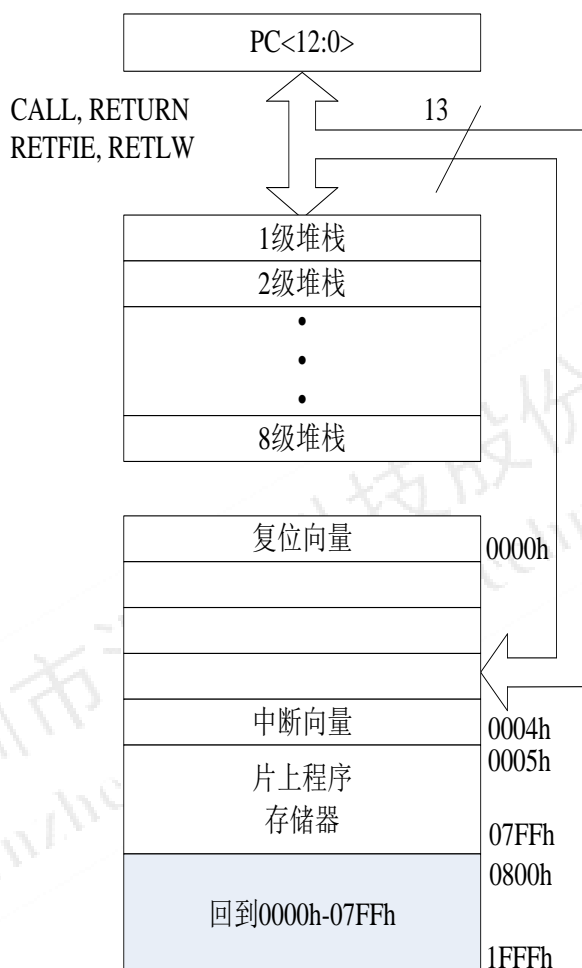 PC<12:0>
CALL, RETURN
RETFIE, RETLW
13
1级堆栈
2级堆栈
8级堆栈
复位向量
0000h
中断向量
0004h
0005h
片上程序
存储器
07FFh
0800h
回到0000h-07FFh
1FFFh